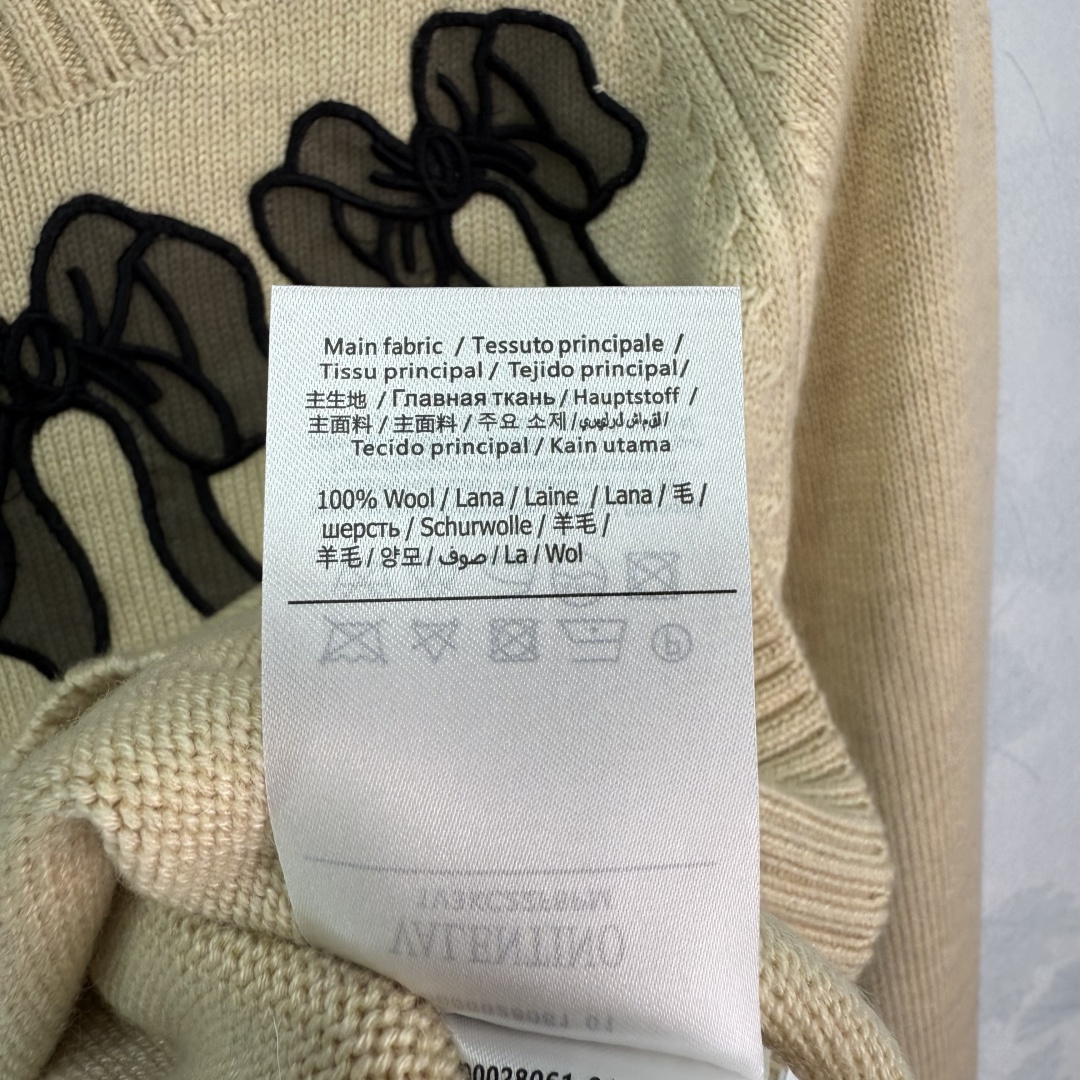 Main fabric / Tessuto principale /
Tissu principal / Tejido principal/
主生地 / Главная ткань / Hauptstoff /
主面料 / 主面料 / 주요 소제 /
Tecido principal / Kain utama
100% Wool / Lana / Laine / Lana / 毛 /
шерсть / Schurwolle / 羊毛 /
羊毛 / 양모 / صوف / La / Wol
VALENTINO